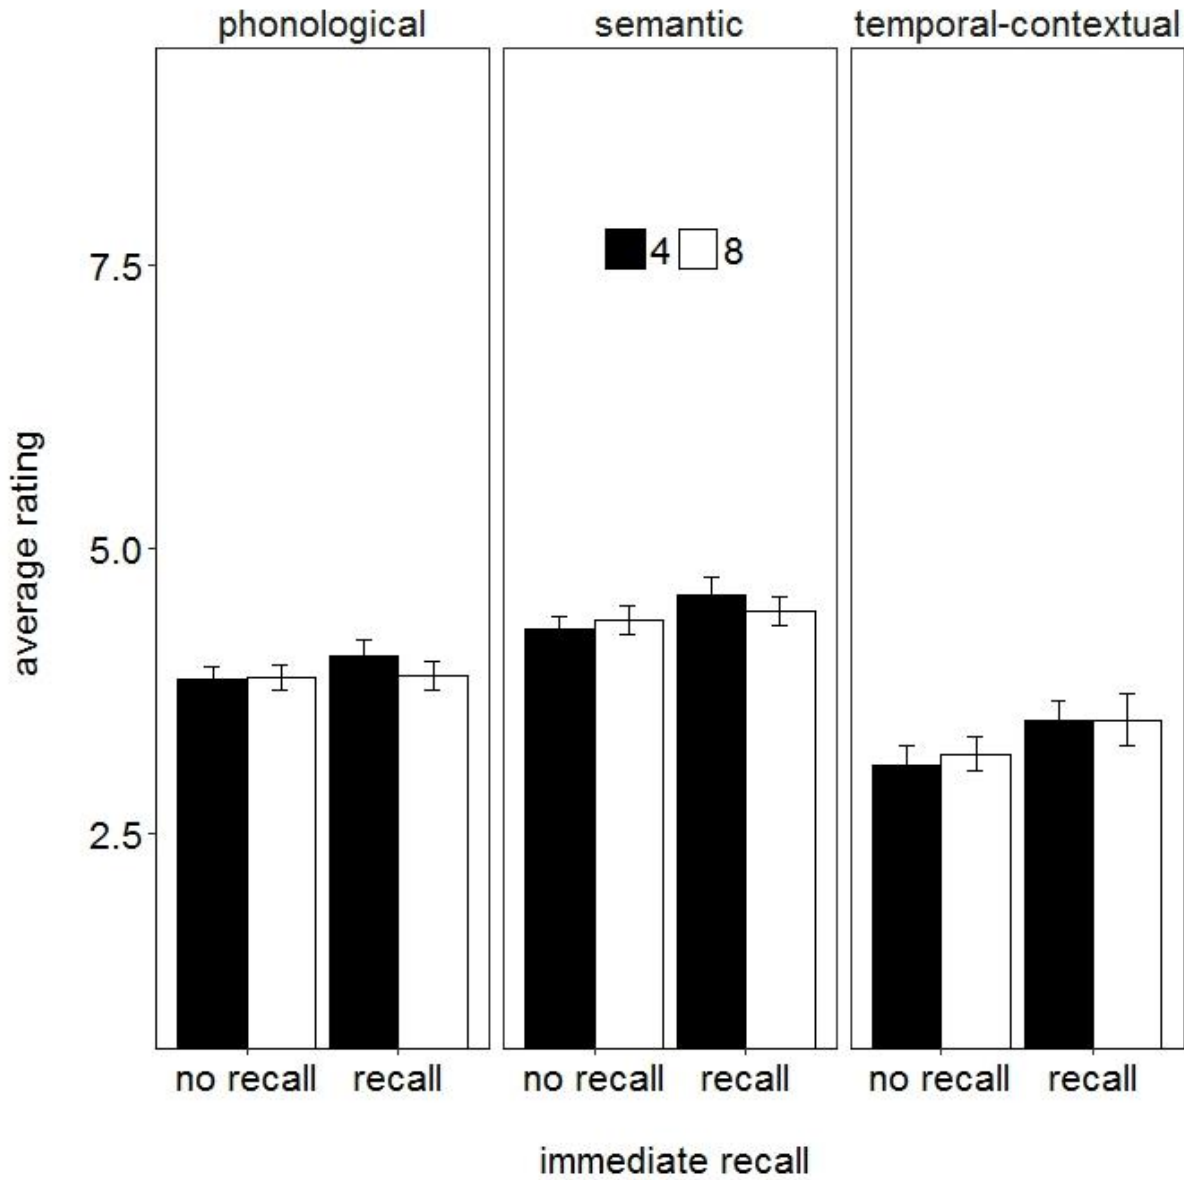 phonological
semantic
temporal-contextual
4 8
7.5
5.0
2.5
average rating
no recall recall
no recall recall
no recall recall
immediate recall